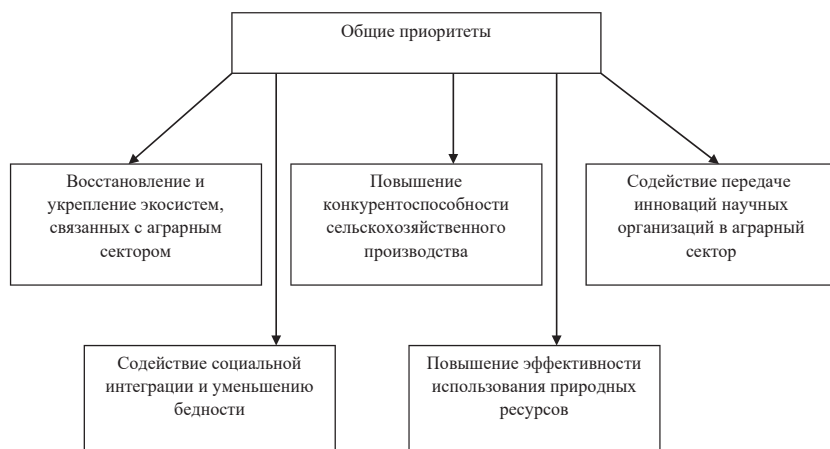 Общие приоритеты
Восстановление и
укрепление экосистем,
связанных с аграрным
сектором
Повышение
конкурентоспособности
сельскохозяйственного
производства
Содействие передаче
инноваций научных
организаций в аграрный
сектор
Содействие социальной
интеграции и уменьшению
бедности
Повышение эффективности
использования природных
ресурсов